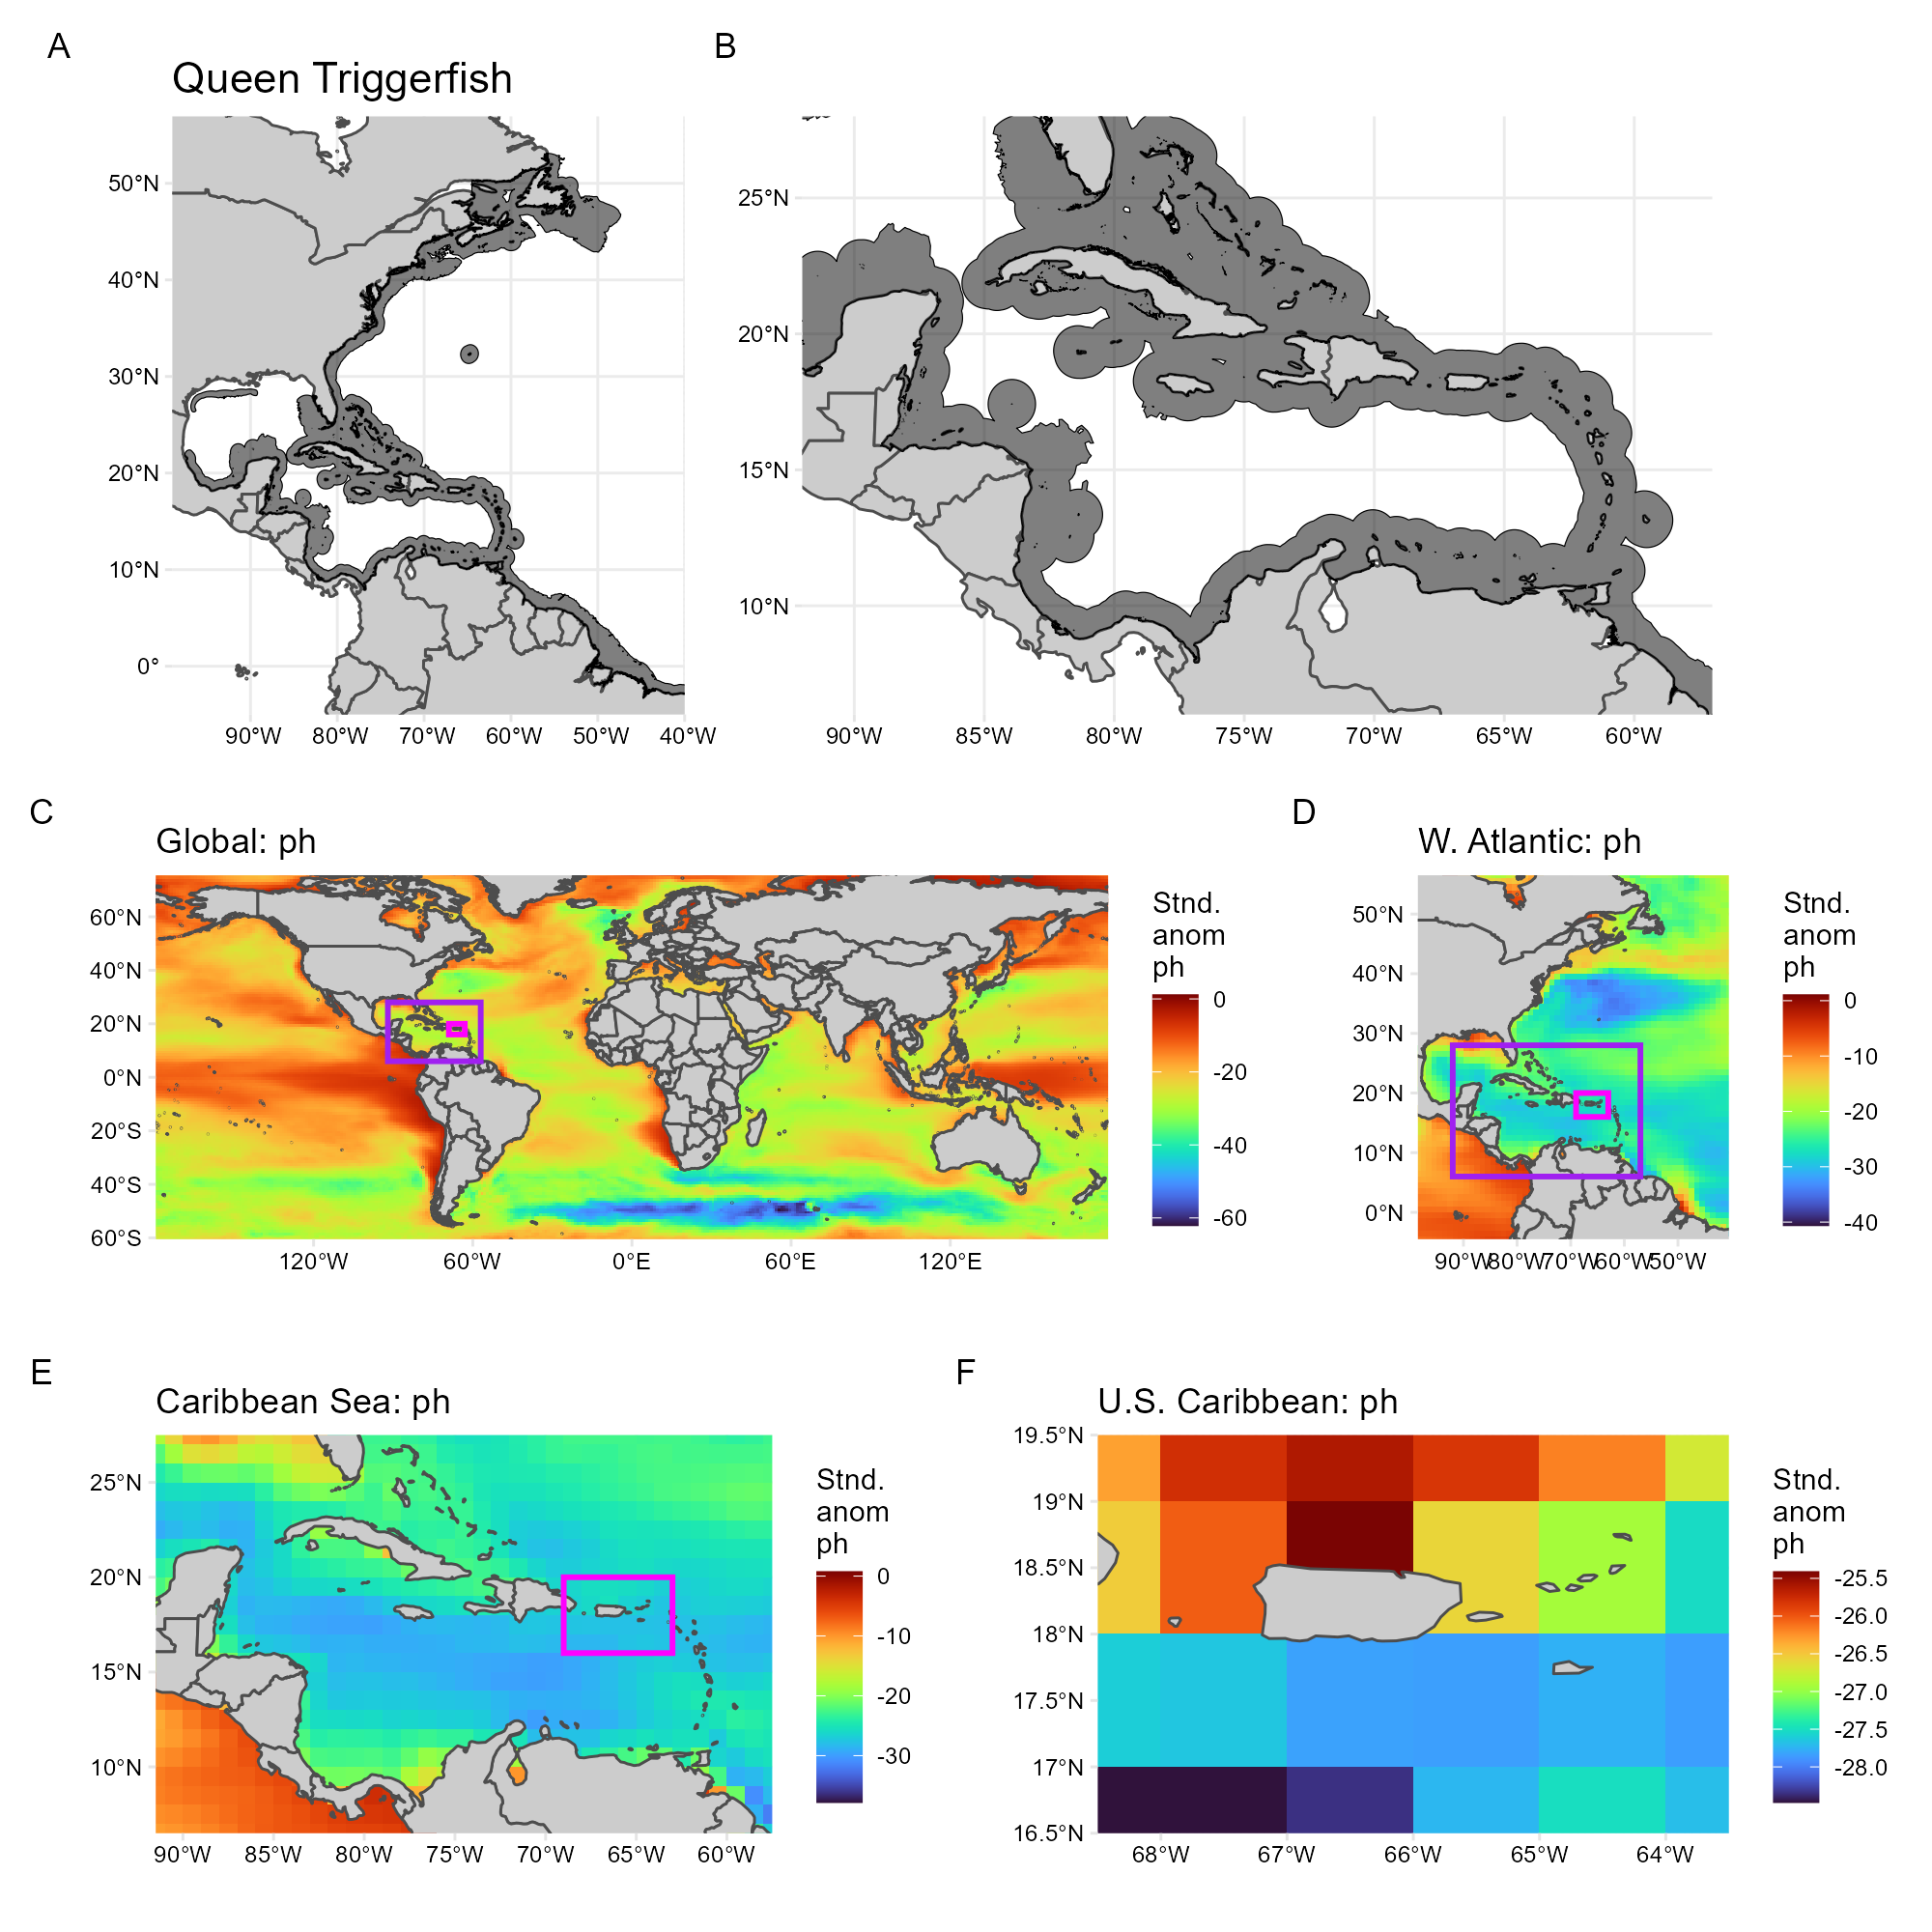 A
B
Queen Triggerfish
50°N
40°N
30°N
20°N
10°N
0°
90°W 80°W 70°W 60°W 50°W 40°W
25°N
20°N
15°N
10°N
90°W 85°W 80°W 75°W 70°W 65°W 60°W
C
Global: ph
60°N
40°N
20°N
0°N
20°S
40°S
60°S
120°W 60°W 0°E 60°E 120°E
Stnd.
anom
ph
0
-20
-40
-60
D
W. Atlantic: ph
50°N
40°N
30°N
20°N
10°N
0°N
90°W 80°W 70°W 60°W 50°W
Stnd.
anom
ph
0
-10
-20
-30
-40
E
Caribbean Sea: ph
25°N
20°N
15°N
10°N
90°W 85°W 80°W 75°W 70°W 65°W 60°W
Stnd.
anom
ph
0
-10
-20
-30
F
U.S. Caribbean: ph
19.5°N
19°N
18.5°N
18°N
17.5°N
17°N
16.5°N
68°W 67°W 66°W 65°W 64°W
Stnd.
anom
ph
-25.5
-26.0
-26.5
-27.0
-27.5
-28.0